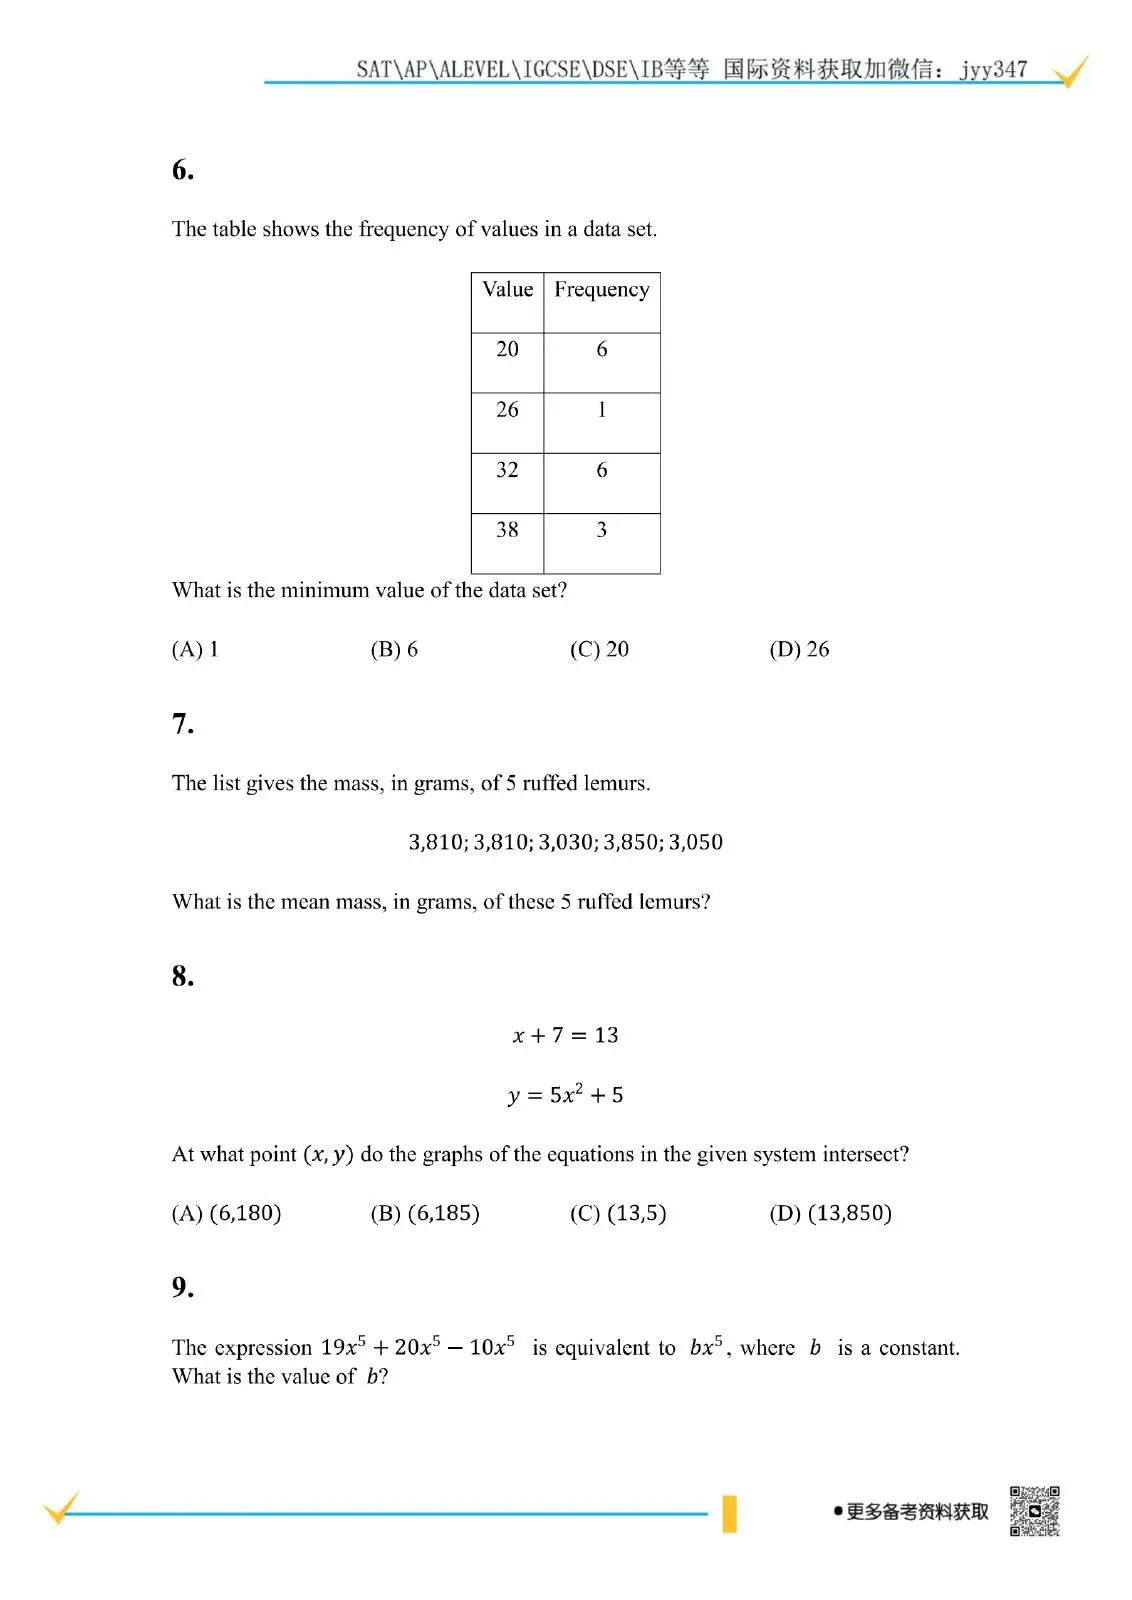 SAT\AP\ALEVEL\IGCSE\DSE\IB等等 国际资料获取加微信：jyy347
6.
The table shows the frequency of values in a data set.
Value Frequency
20 6
26 1
32 6
38 3
What is the minimum value of the data set?
(A) 1 (B) 6 (C) 20 (D) 26
7.
The list gives the mass, in grams, of 5 ruffed lemurs.
3,810; 3,810; 3,030; 3,850; 3,050
What is the mean mass, in grams, of these 5 ruffed lemurs?
8.
x + 7 = 13
y = 5x² + 5
At what point (x, y) do the graphs of the equations in the given system intersect?
(A) (6,180) (B) (6,185) (C) (13,5) (D) (13,850)
9.
The expression 19x⁵ + 20x⁵ − 10x⁵ is equivalent to bx⁵, where b is a constant.
What is the value of b?
•更多备考资料获取